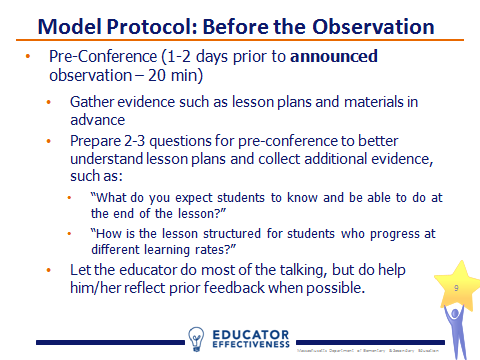 Model Protocol: Before the Observation
• Pre-Conference (1-2 days prior to announced
observation – 20 min)
• Gather evidence such as lesson plans and materials in
advance
• Prepare 2-3 questions for pre-conference to better
understand lesson plans and collect additional evidence,
such as:
• “What do you expect students to know and be able to do at
the end of the lesson?”
• “How is the lesson structured for students who progress at
different learning rates?”
• Let the educator do most of the talking, but do help
him/her reflect prior feedback when possible.
9
EDUCATOR
EFFECTIVENESS
Massachusetts Department of Elementary & Secondary Education